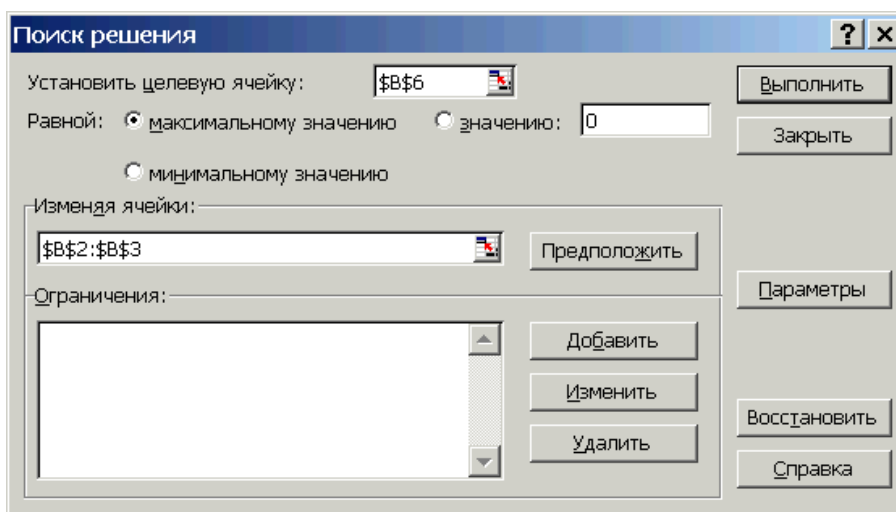 Поиск решения
Установить целевую ячейку: $B$6 Выполнить
Равной: максимальному значению значению: 0 Закрыть
минимальному значению
Изменяя ячейки:
$B$2:$B$3 Предположить
Параметры
Ограничения:
Добавить
Изменить
Восстановить
Удалить
Справка